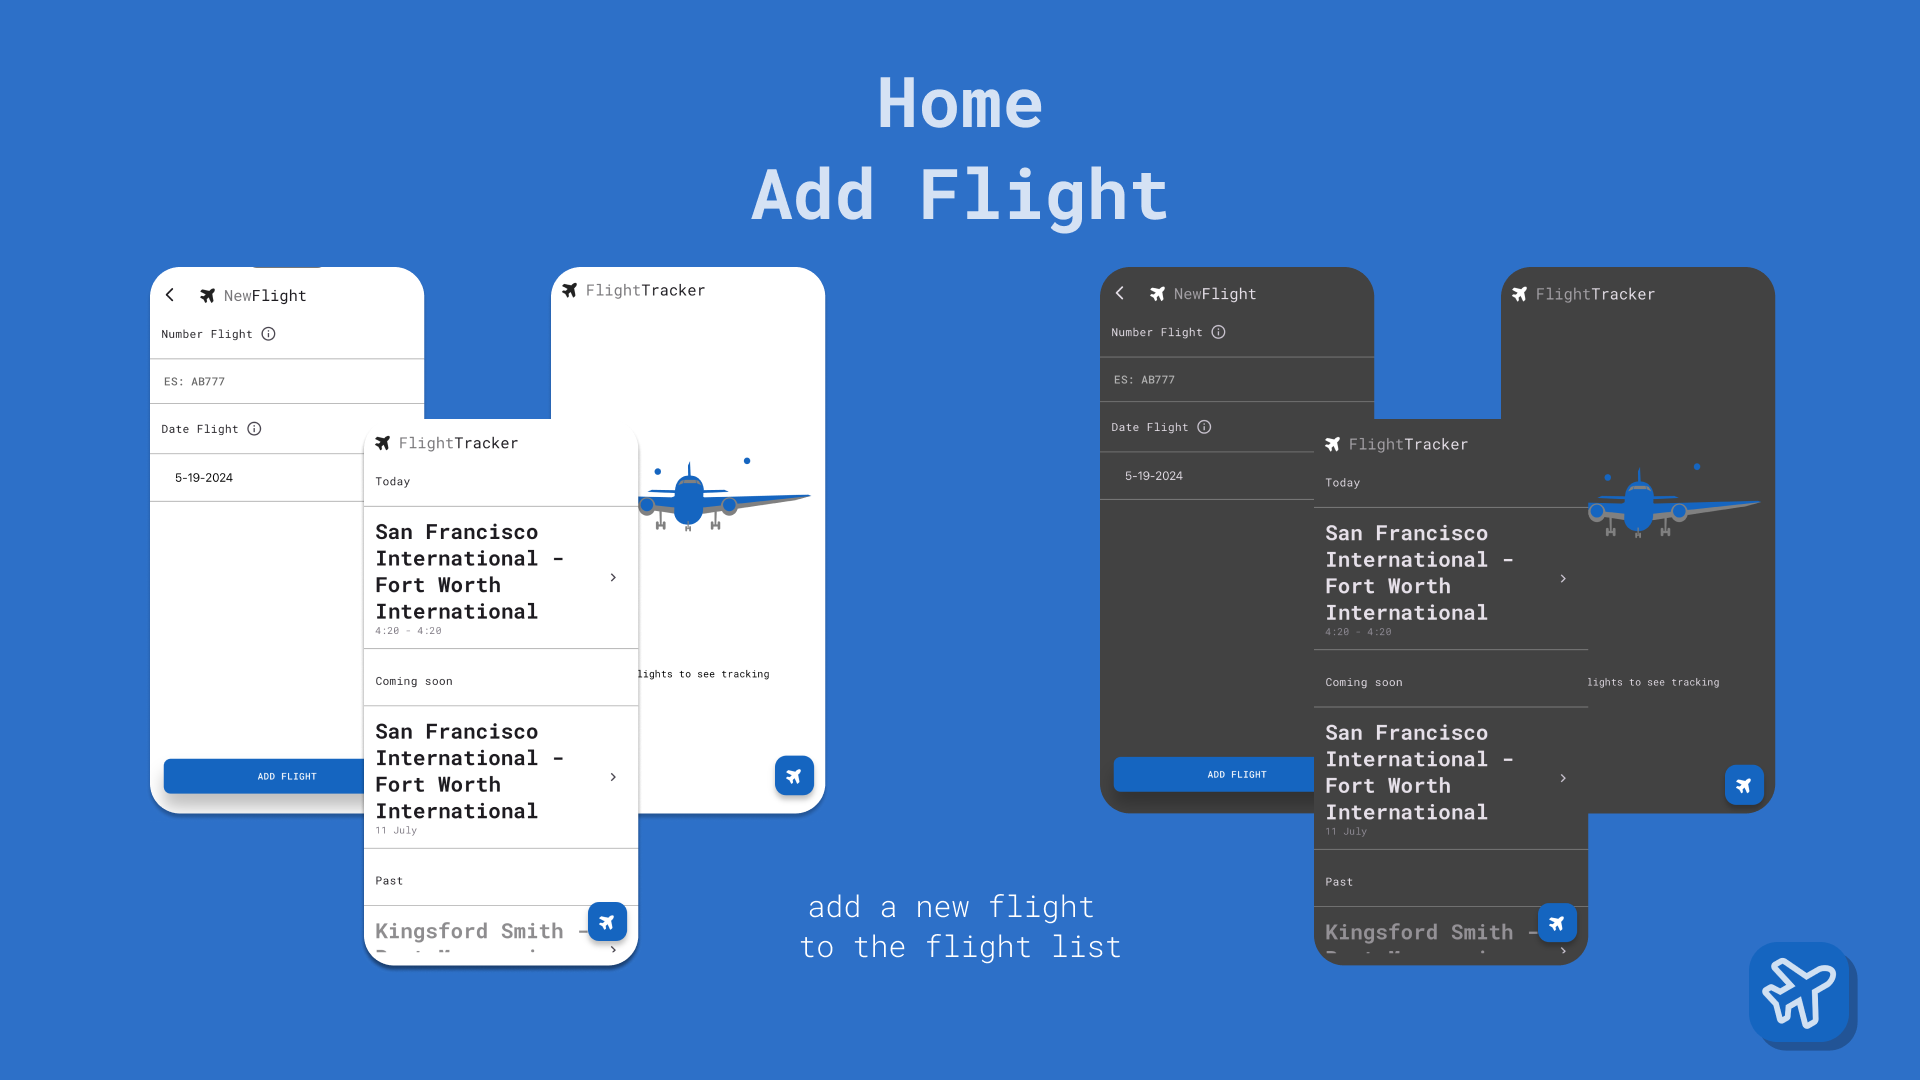 Home
Add Flight
NewFlight
Number Flight
ES: AB777
Date Flight
5-19-2024
ADD FLIGHT
FlightTracker
Today
San Francisco
International -
Fort Worth
International
4:20 - 4:20
Coming soon
San Francisco
International -
Fort Worth
International
11 July
Past
Kingsford Smith -
FlightTracker
to see tracking
add a new flight
to the flight list
NewFlight
Number Flight
ES: AB777
Date Flight
5-19-2024
ADD FLIGHT
FlightTracker
Today
San Francisco
International -
Fort Worth
International
4:20 - 4:20
Coming soon
San Francisco
International -
Fort Worth
International
11 July
Past
Kingsford Smith -
FlightTracker
to see tracking